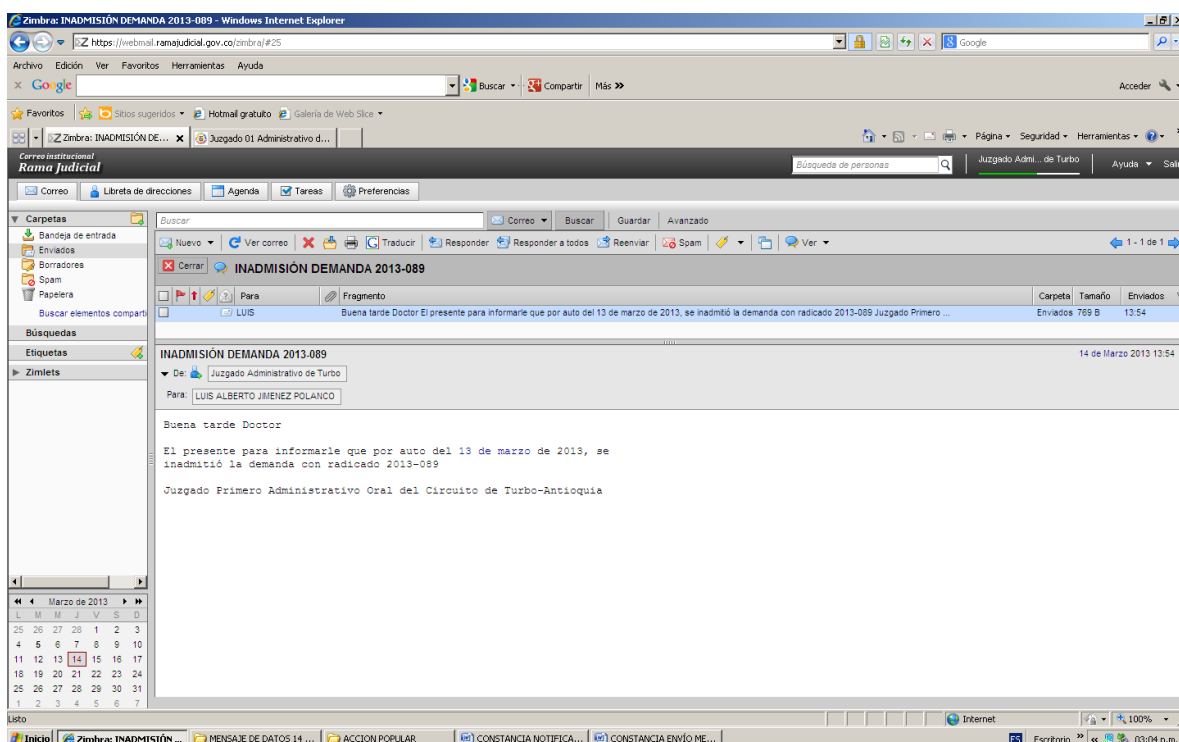 Zimbra: INADMISIÓN DEMANDA 2013-089 - Windows Internet Explorer
https://webmail.ramajudicial.gov.co/zimbra/#25
Google
Archivo Edición Ver Favoritos Herramientas Ayuda
x Google Buscar Compartir Más >> Acceder
Favoritos Sitios sugeridos Hotmail gratuito Galería de Web Slice
Zimbra: INADMISIÓN DE... X Juzgado 01 Administrativo d... Página Seguridad Herramientas
Correo institucional
Rama Judicial
Búsqueda de personas Juzgado Admi... de Turbo Ayuda
Correo Libreta de direcciones Agenda Tareas Preferencias
Carpetas
Bandeja de entrada
Enviados
Borradores
Spam
Papelera
Buscar elementos comparti
Búsquedas
Etiquetas
Zimlets
Buscar Correo Buscar Guardar Avanzado
Nuevo Ver correo Traducir Responder Responder a todos Reenviar Spam Ver 1 - 1 de 1
Cerrar INADMISIÓN DEMANDA 2013-089
Para Fragmento Carpeta Tamaño Enviados
LUIS Buena tarde Doctor El presente para informarle que por auto del 13 de marzo de 2013, se inadmitió la demanda con radicado 2013-089 Juzgado Primero ... Enviados 769 B 13:54
INADMISIÓN DEMANDA 2013-089 14 de Marzo 2013 13:54
De: Juzgado Administrativo de Turbo
Para: LUIS ALBERTO JIMENEZ POLANCO
Buena tarde Doctor
El presente para informarle que por auto del 13 de marzo de 2013, se
inadmitió la demanda con radicado 2013-089
Juzgado Primero Administrativo Oral del Circuito de Turbo-Antioquia
Marzo de 2013
L M M J V S D
25 26 27 28 1 2 3
4 5 6 7 8 9 10
11 12 13 14 15 16 17
18 19 20 21 22 23 24
25 26 27 28 29 30 31
1 2 3 4 5 6 7
Listo Internet 100%
Inicio Zimbra: INADMISIÓN ... MENSAJE DE DATOS 14 ... ACCION POPULAR CONSTANCIA NOTIFICA... CONSTANCIA ENVÍO ME... ES Escritorio >> << 03:04 p.m.